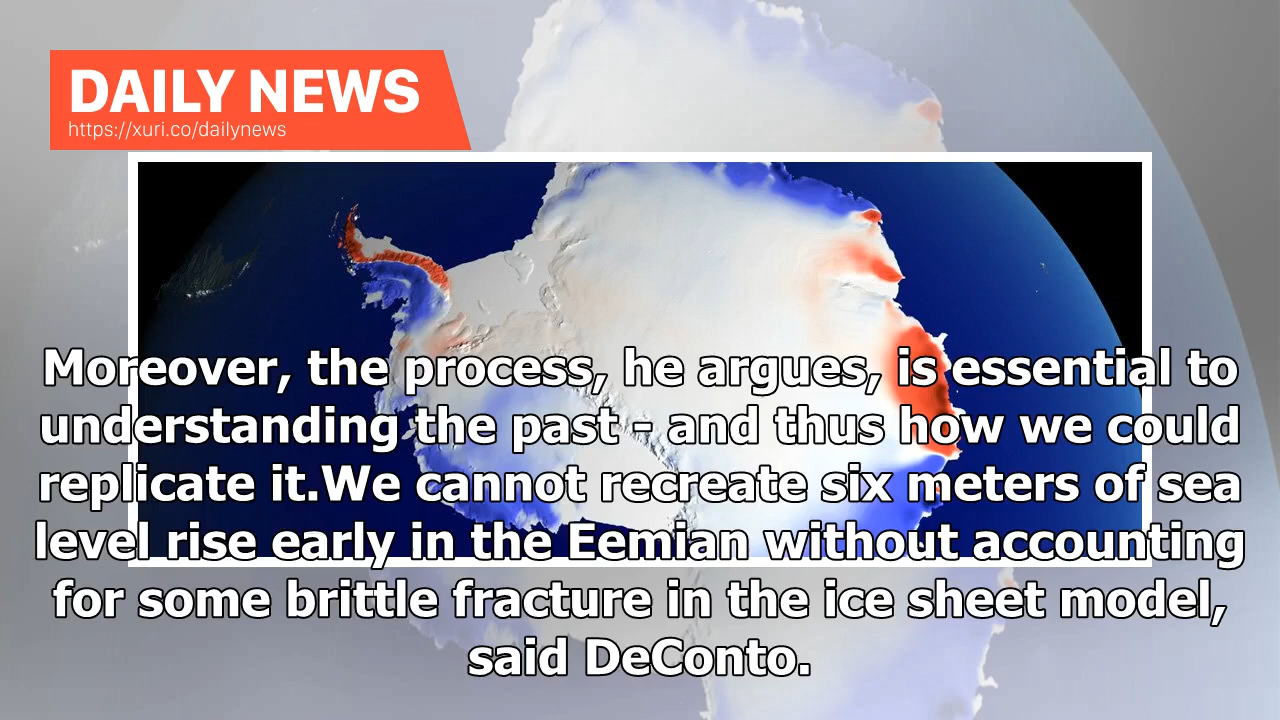 DAILY NEWS
https://xuri.co/dailynews
Moreover, the process, he argues, is essential to
understanding the past - and thus how we could
replicate it.We cannot recreate six meters of sea
level rise early in the Eemian without accounting
for some brittle fracture in the ice sheet model,
said DeConto.